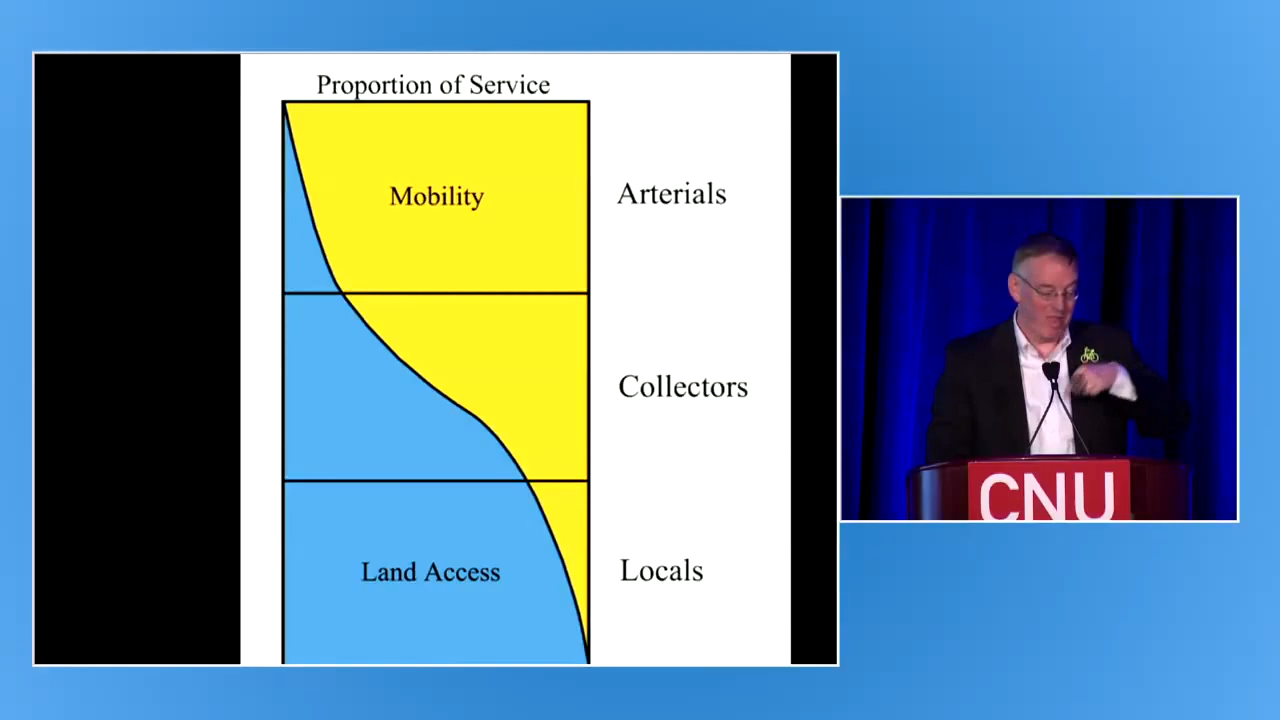 Proportion of Service
Mobility
Arterials
Collectors
Land Access
Locals
CNU